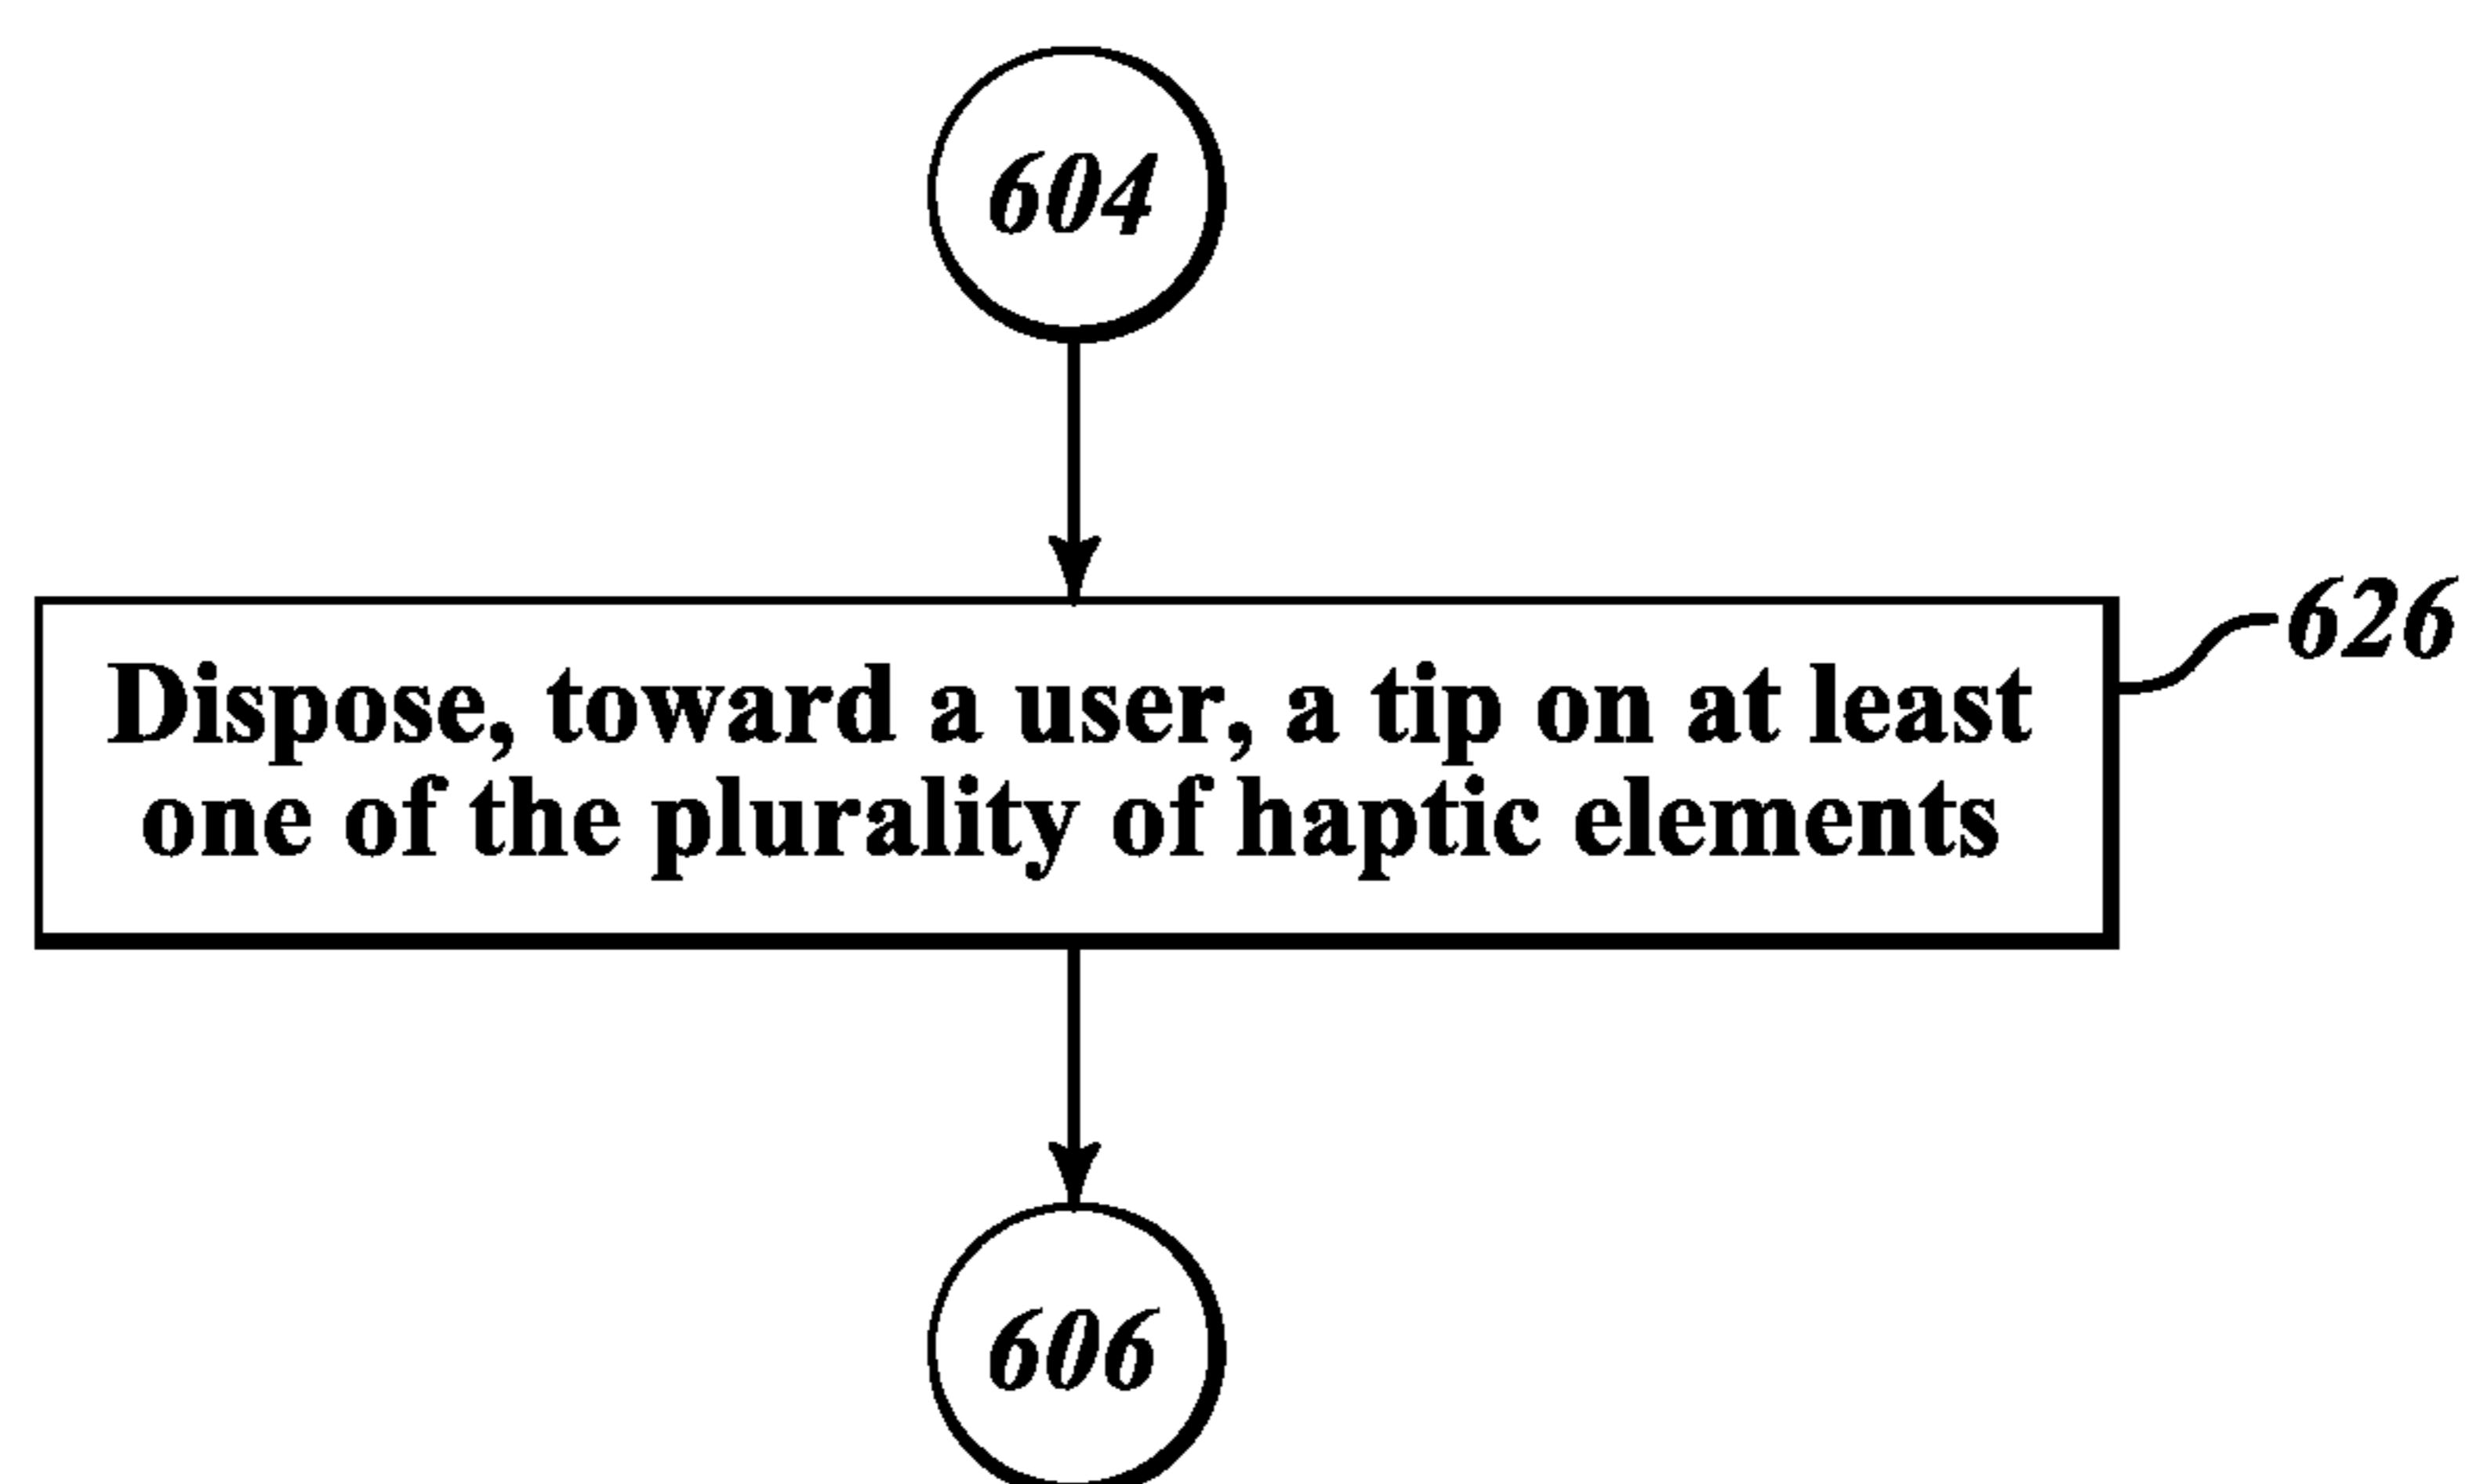 604
626
Dispose, toward a user, a tip on at least
one of the plurality of haptic elements
606